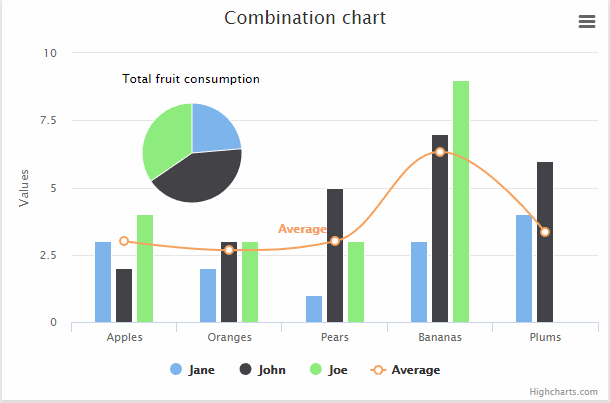 Combination chart
Values
10
7.5
5
2.5
0
Total fruit consumption
Average
Apples Oranges Pears Bananas Plums
Jane John Joe Average
Highcharts.com